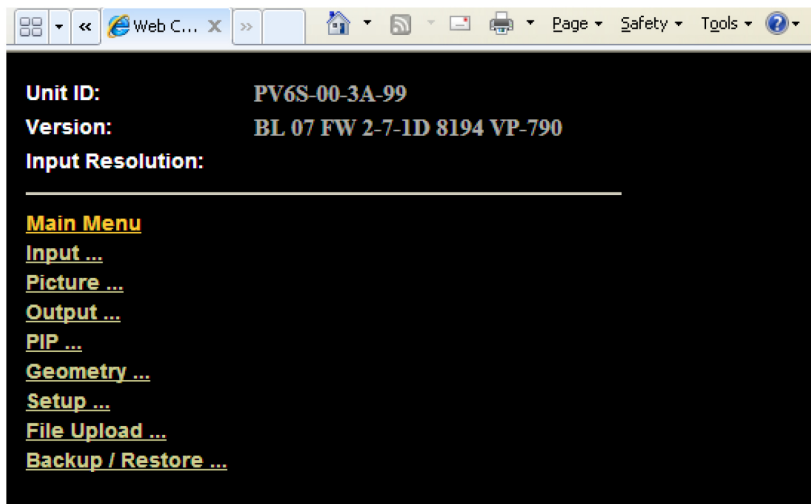 Web C... X
Page
Safety
Tools
Unit ID: PV6S-00-3A-99
Version: BL 07 FW 2-7-1D 8194 VP-790
Input Resolution:
Main Menu
Input ...
Picture ...
Output ...
PIP ...
Geometry ...
Setup ...
File Upload ...
Backup / Restore ...